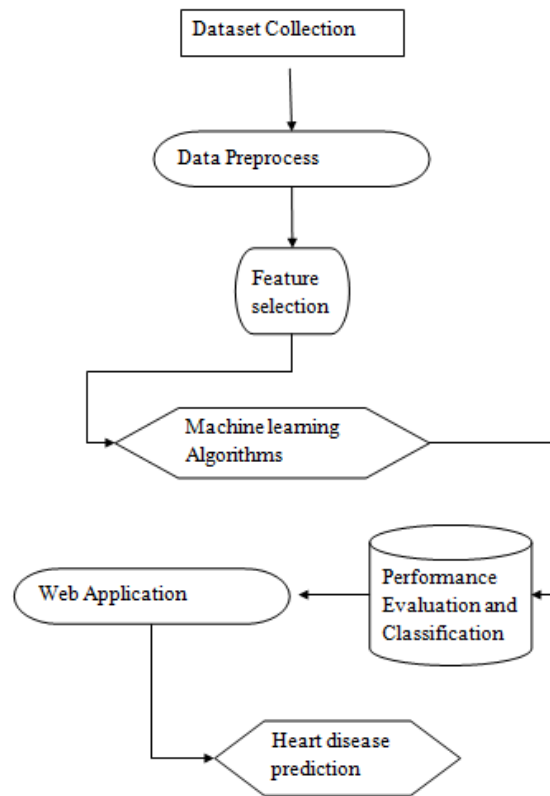 Dataset Collection
Data Preprocess
Feature
selection
Machine learning
Algorithms
Performance
Evaluation and
Classification
Web Application
Heart disease
prediction